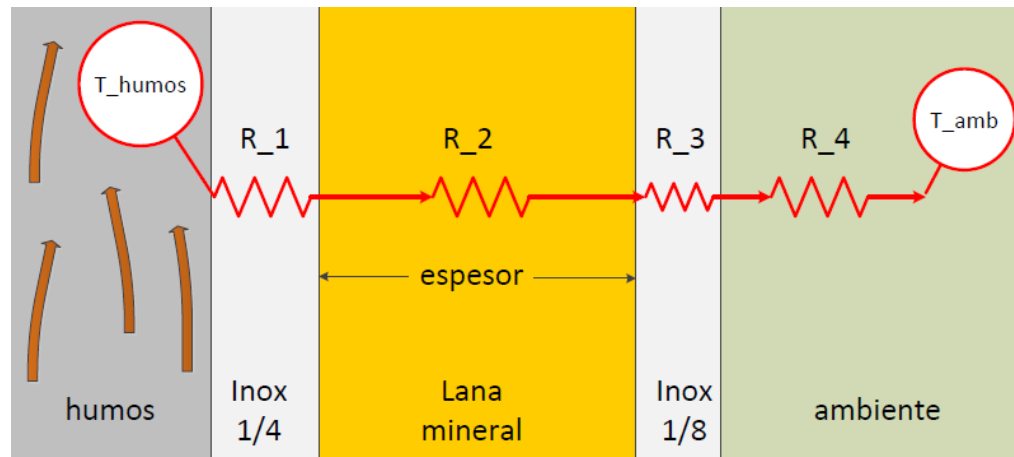 T_humos
T_amb
R_1
R_2
R_3
R_4
espesor
humos
Inox
1/4
Lana
mineral
Inox
1/8
ambiente